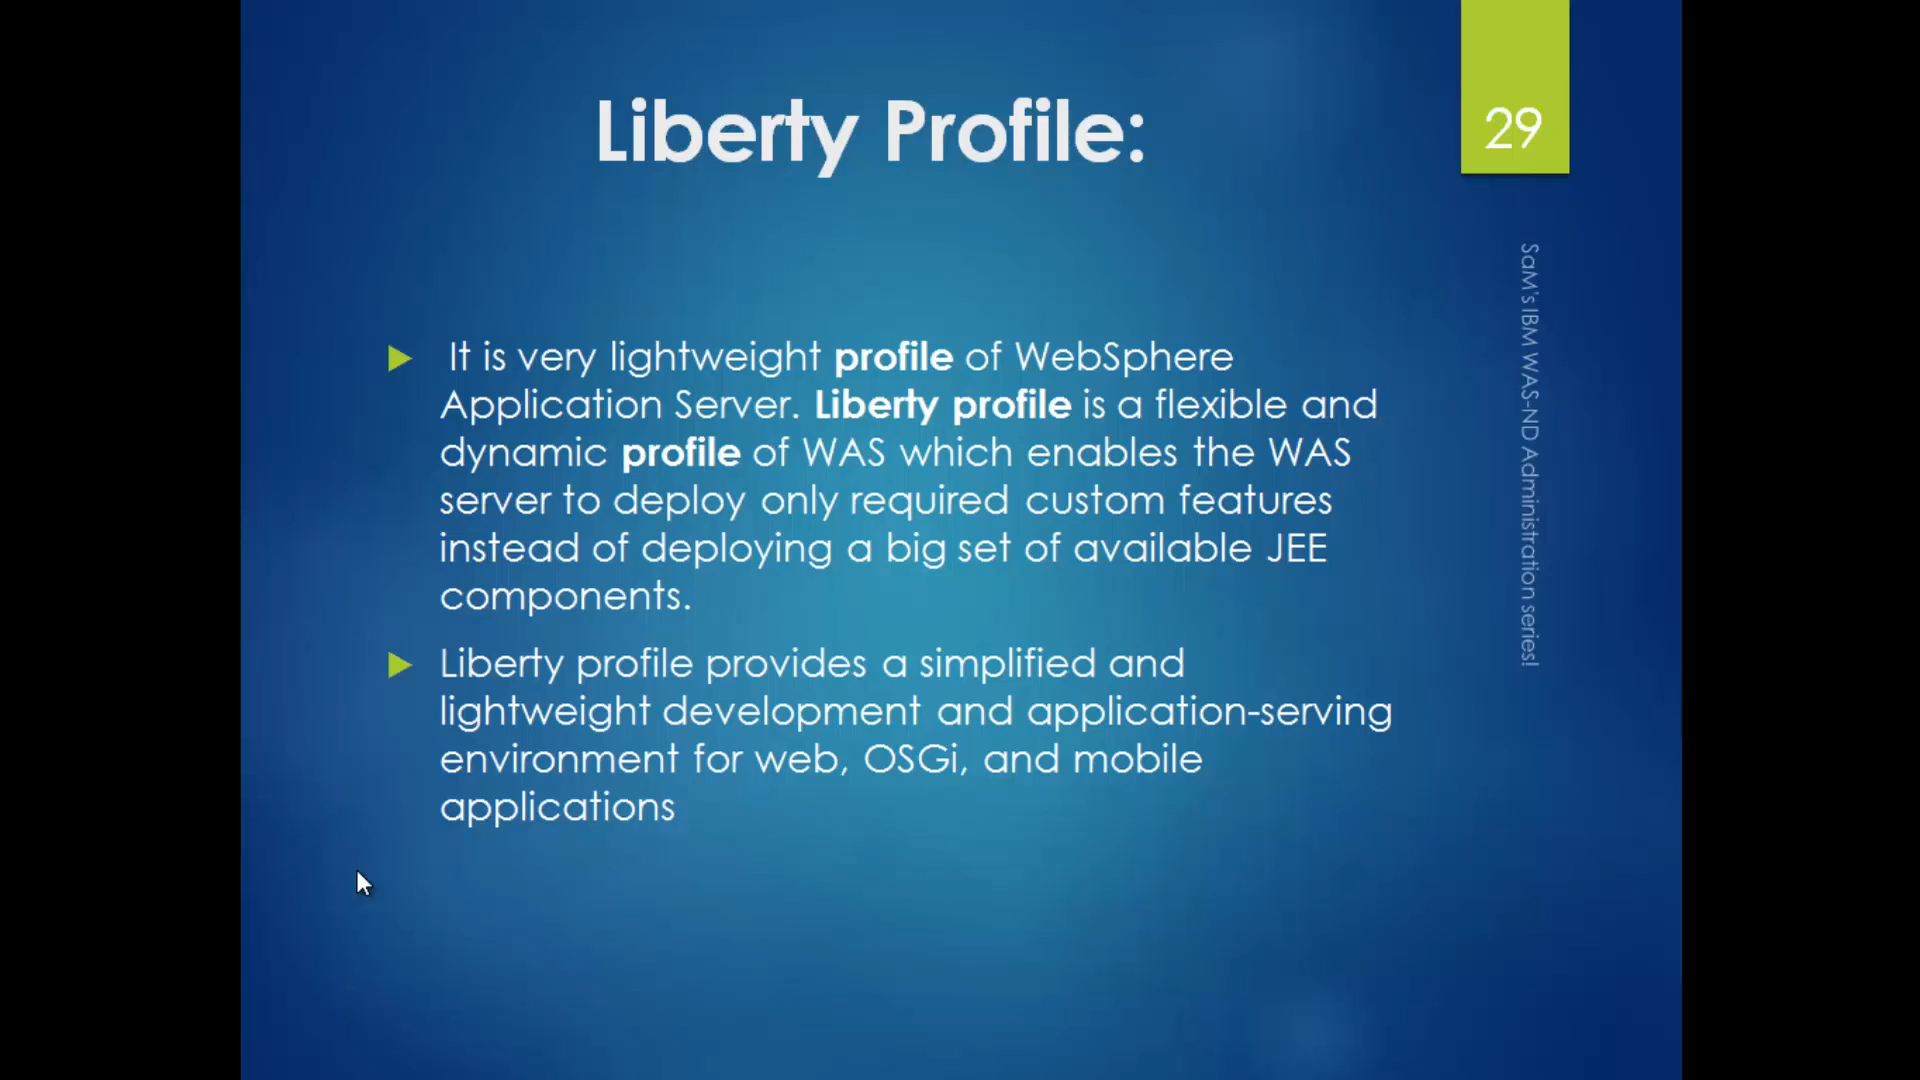 Liberty Profile:
29
It is very lightweight profile of WebSphere
Application Server. Liberty profile is a flexible and
dynamic profile of WAS which enables the WAS
server to deploy only required custom features
instead of deploying a big set of available JEE
components.
Liberty profile provides a simplified and
lightweight development and application-serving
environment for web, OSGi, and mobile
applications
SaM's IBM WAS-ND Administration series!